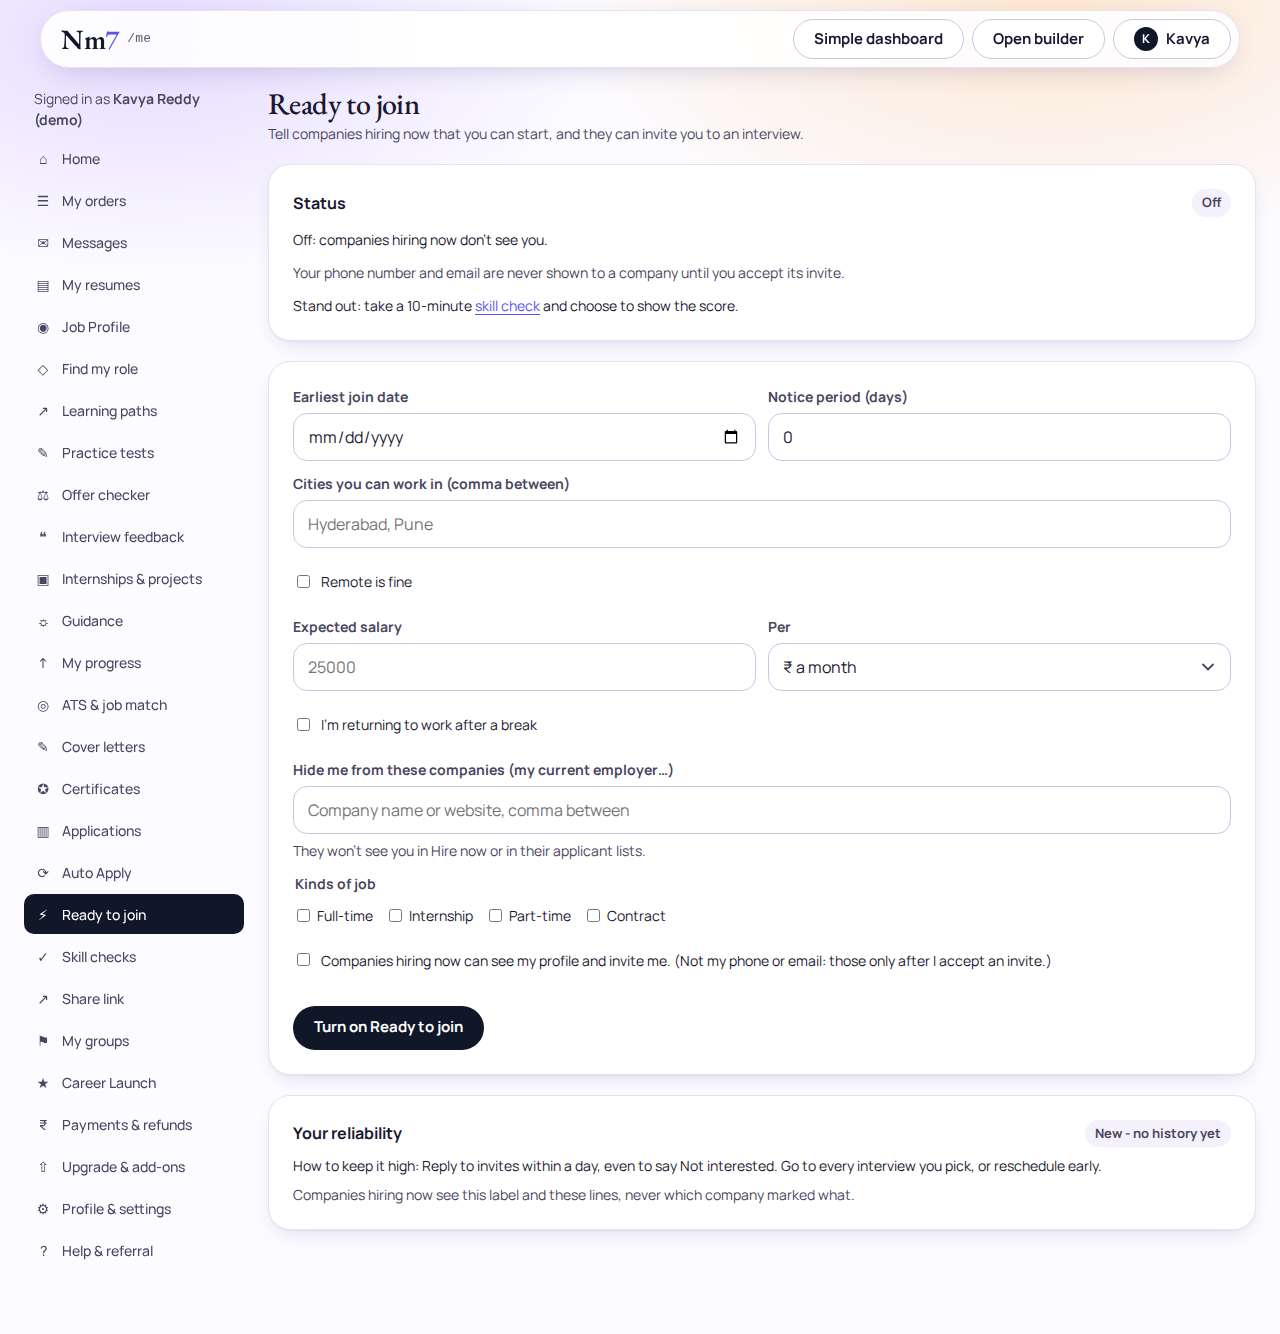 Nm7 /me
Simple dashboard
Open builder
K Kavya
Signed in as Kavya Reddy
(demo)
Home
My orders
Messages
My resumes
Job Profile
Find my role
Learning paths
Practice tests
Offer checker
Interview feedback
Internships & projects
Guidance
My progress
ATS & job match
Cover letters
Certificates
Applications
Auto Apply
Ready to join
Skill checks
Share link
My groups
Career Launch
₹ Payments & refunds
Upgrade & add-ons
Profile & settings
? Help & referral
Ready to join
Tell companies hiring now that you can start, and they can invite you to an interview.
Status
Off
Off: companies hiring now don't see you.
Your phone number and email are never shown to a company until you accept its invite.
Stand out: take a 10-minute skill check and choose to show the score.
Earliest join date
Notice period (days)
mm/dd/yyyy
0
Cities you can work in (comma between)
Hyderabad, Pune
Remote is fine
Expected salary
Per
25000
₹ a month
I'm returning to work after a break
Hide me from these companies (my current employer…)
Company name or website, comma between
They won't see you in Hire now or in their applicant lists.
Kinds of job
Full-time
Internship
Part-time
Contract
Companies hiring now can see my profile and invite me. (Not my phone or email: those only after I accept an invite.)
Turn on Ready to join
Your reliability
New - no history yet
How to keep it high: Reply to invites within a day, even to say Not interested. Go to every interview you pick, or reschedule early.
Companies hiring now see this label and these lines, never which company marked what.